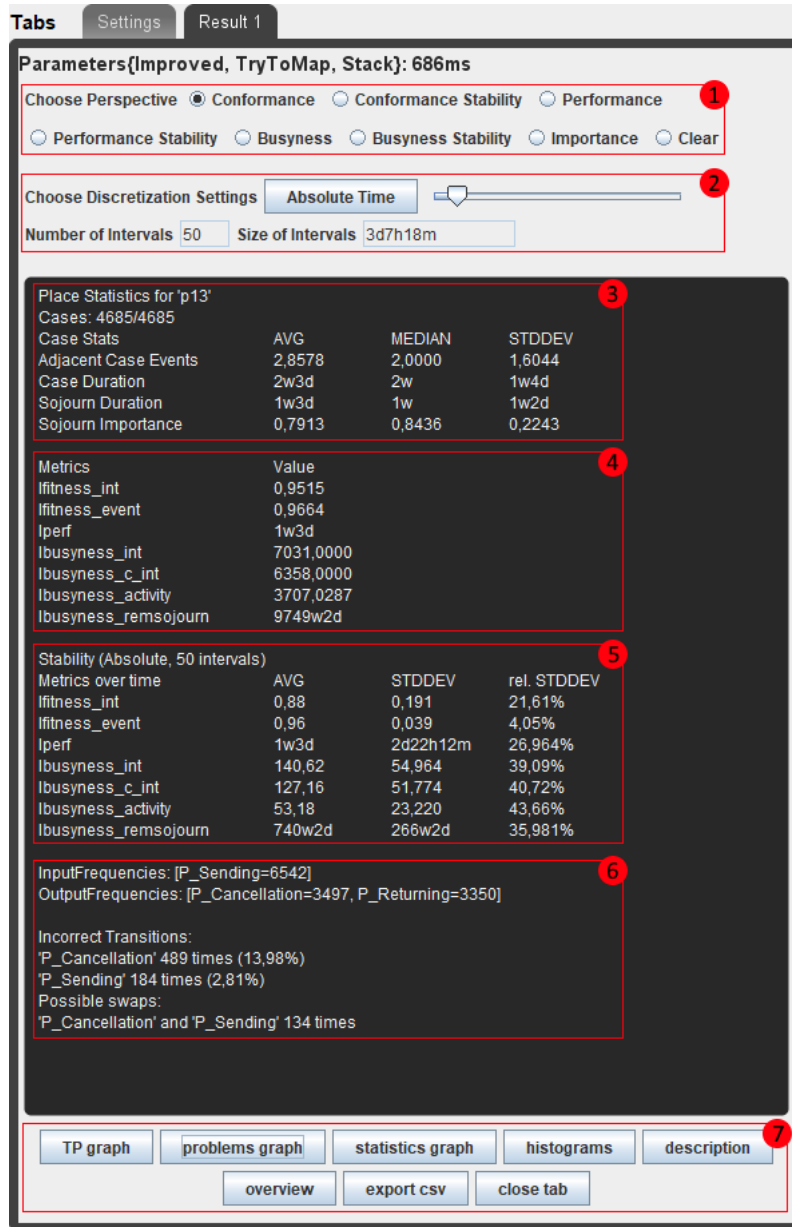 Tabs Settings Result 1
Parameters{Improved, TryToMap, Stack}: 686ms
1
Choose Perspective Conformance Conformance Stability Performance
Performance Stability Busyness Busyness Stability Importance Clear
2
Choose Discretization Settings Absolute Time
Number of Intervals 50 Size of Intervals 3d7h18m
Place Statistics for 'p13' 3
Cases: 4685/4685
Case Stats AVG MEDIAN STDDEV
Adjacent Case Events 2,8578 2,0000 1,6044
Case Duration 2w3d 2w 1w4d
Sojourn Duration 1w3d 1w 1w2d
Sojourn Importance 0,7913 0,8436 0,2243
Metrics Value 4
lfitness_int 0,9515
lfitness_event 0,9664
lperf 1w3d
lbusyness_int 7031,0000
lbusyness_c_int 6358,0000
lbusyness_activity 3707,0287
lbusyness_remsojourn 9749w2d
Stability (Absolute, 50 intervals) 5
Metrics over time AVG STDDEV rel. STDDEV
lfitness_int 0,88 0,191 21,61%
lfitness_event 0,96 0,039 4,05%
lperf 1w3d 2d22h12m 26,964%
lbusyness_int 140,62 54,964 39,09%
lbusyness_c_int 127,16 51,774 40,72%
lbusyness_activity 53,18 23,220 43,66%
lbusyness_remsojourn 740w2d 266w2d 35,981%
InputFrequencies: [P_Sending=6542] 6
OutputFrequencies: [P_Cancellation=3497, P_Returning=3350]
Incorrect Transitions:
'P_Cancellation' 489 times (13,98%)
'P_Sending' 184 times (2,81%)
Possible swaps:
'P_Cancellation' and 'P_Sending' 134 times
7
TP graph problems graph statistics graph histograms description
overview export csv close tab